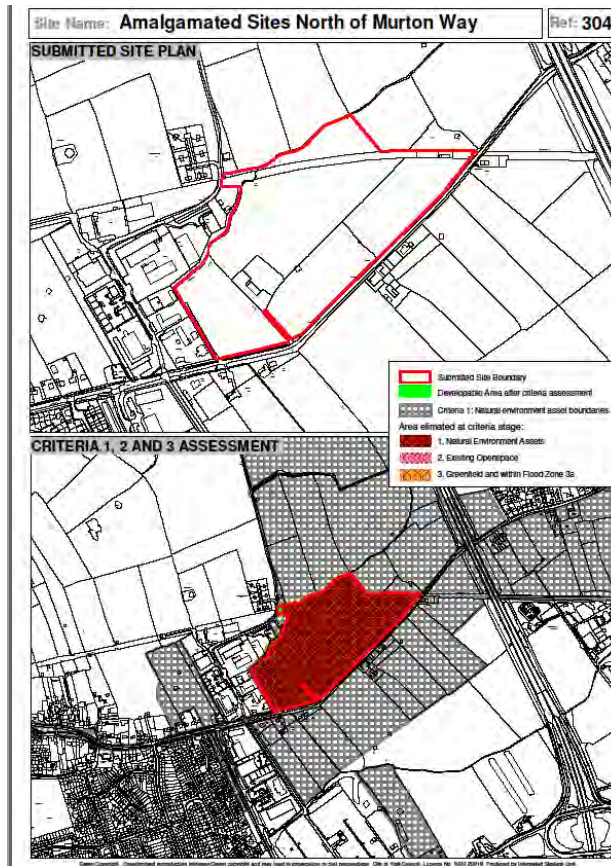 Site Name: Amalgamated Sites North of Murton Way
Ref: 304
SUBMITTED SITE PLAN
Submitted Site Boundary
Developable Area after criteria assessment
Criteria 1: Natural environment asset boundaries
Area elimated at criteria stage:
1. Natural Environment Assets
2. Existing Openspace
3. Greenfield and within Flood Zone 3a
CRITERIA 1, 2 AND 3 ASSESSMENT